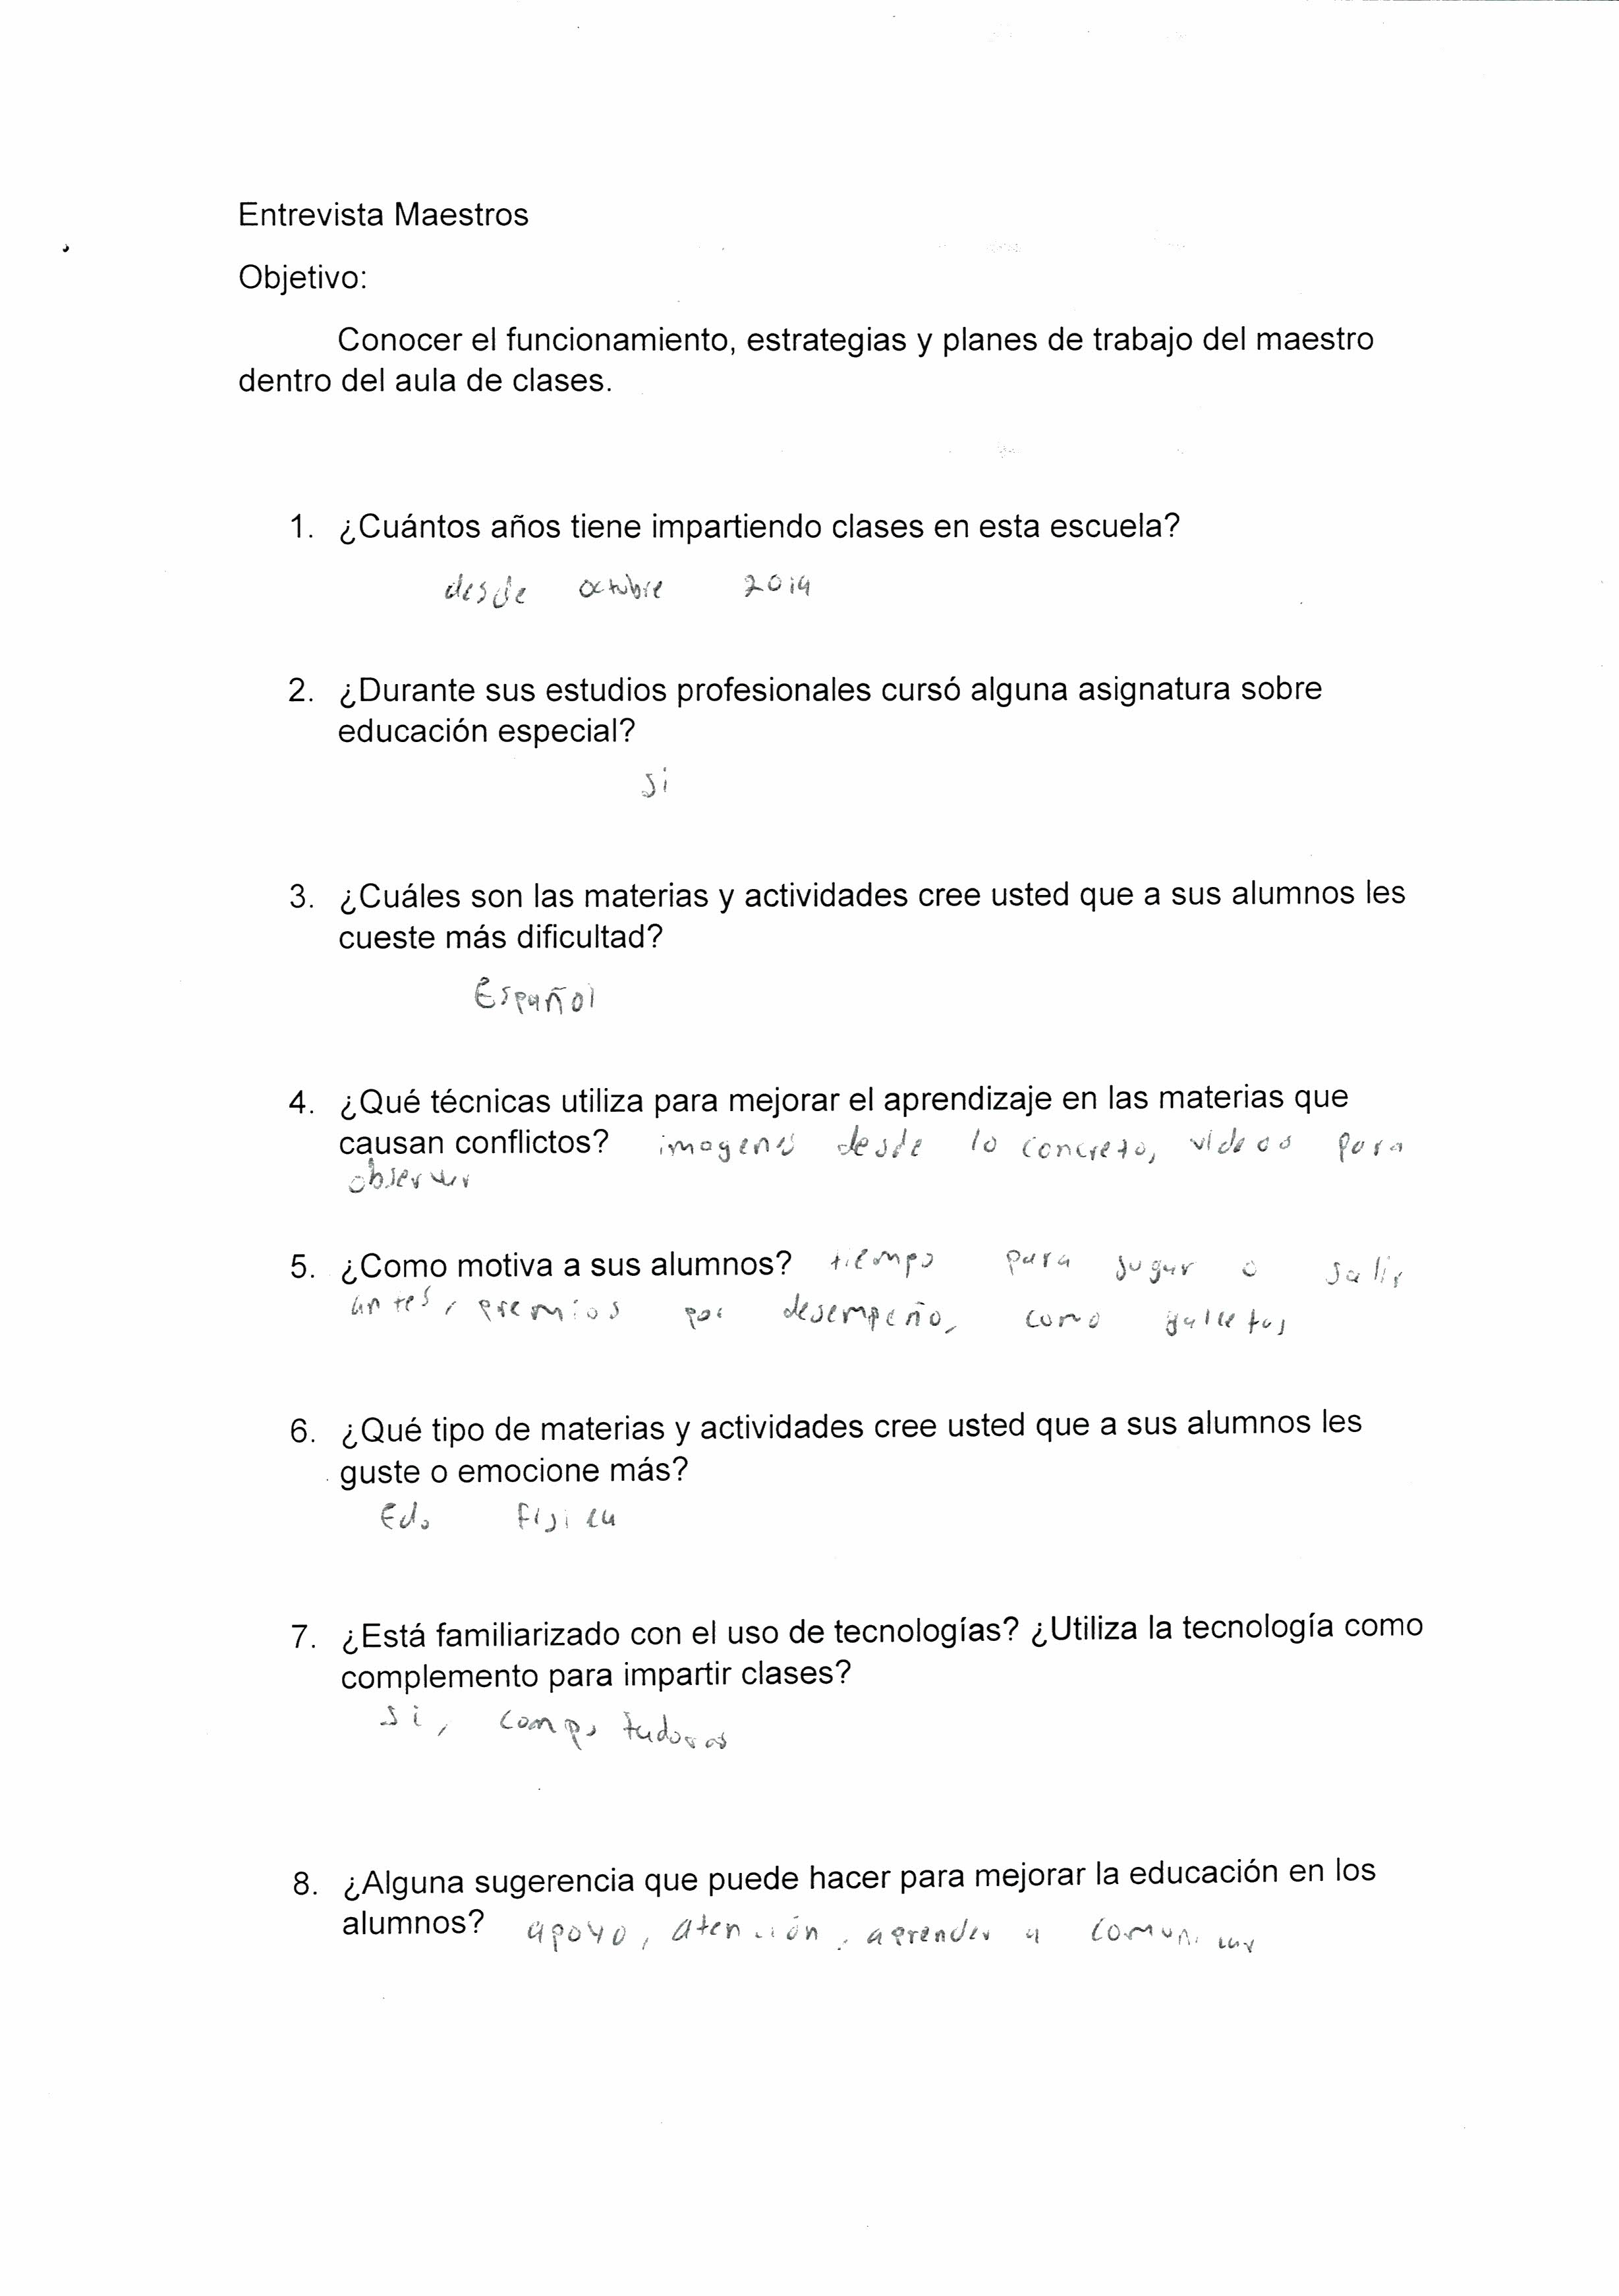 Entrevista Maestros
Objetivo:
Conocer el funcionamiento, estrategias y planes de trabajo del maestro
dentro del aula de clases.
1. ¿Cuántos años tiene impartiendo clases en esta escuela?
desde octubre 2014
2. ¿Durante sus estudios profesionales cursó alguna asignatura sobre
educación especial?
si
3. ¿Cuáles son las materias y actividades cree usted que a sus alumnos les
cueste más dificultad?
Español
4. ¿Qué técnicas utiliza para mejorar el aprendizaje en las materias que
causan conflictos? imagenes desde lo concreto, videos para
observar
5. ¿Como motiva a sus alumnos? tiempo para jugar o salir
antes, premios por desempeño, como galletas
6. ¿Qué tipo de materias y actividades cree usted que a sus alumnos les
guste o emocione más?
Ed. Fisica
7. ¿Está familiarizado con el uso de tecnologías? ¿Utiliza la tecnología como
complemento para impartir clases?
si, computadoras
8. ¿Alguna sugerencia que puede hacer para mejorar la educación en los
alumnos? apoyo, atención, aprender a comunicar